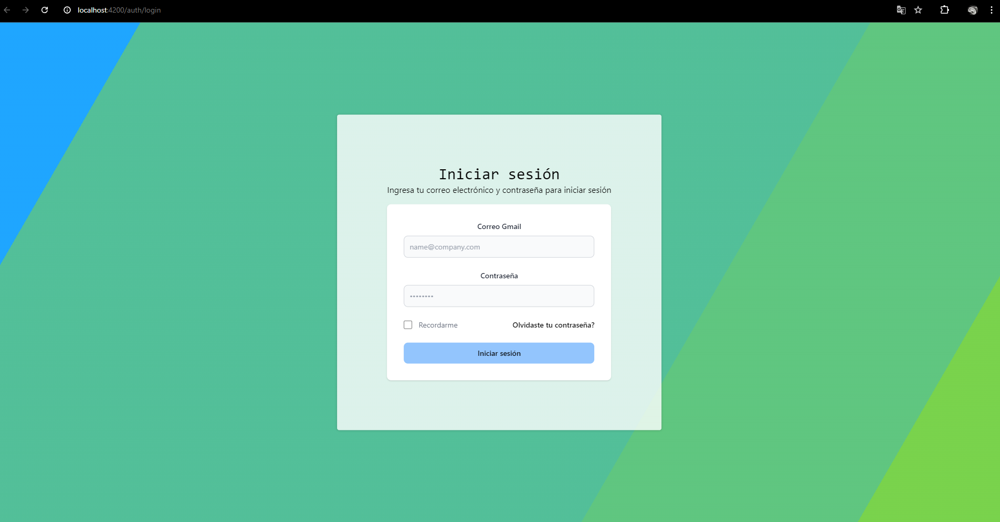 localhost:4200/auth/login
Iniciar sesión
Ingresa tu correo electrónico y contraseña para iniciar sesión
Correo Gmail
name@company.com
Contraseña
••••••••
Recordarme
Olvidaste tu contraseña?
Iniciar sesión